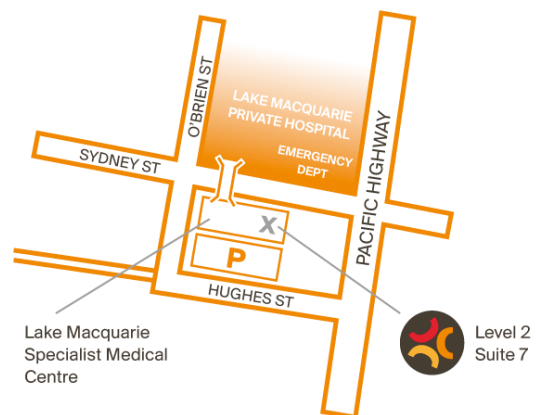 O'BRIEN ST
LAKE MACQUARIE
PRIVATE HOSPITAL
EMERGENCY
DEPT
SYDNEY ST
PACIFIC HIGHWAY
X
P
HUGHES ST
Lake Macquarie
Specialist Medical
Centre
Level 2
Suite 7